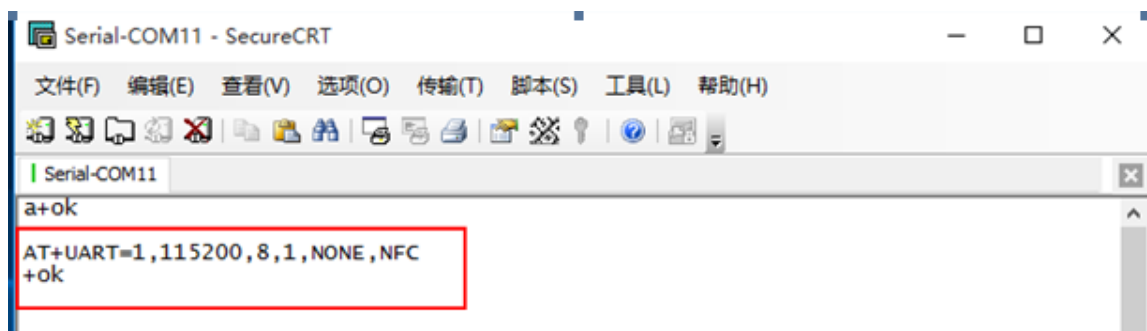 Serial-COM11 - SecureCRT
文件(F) 编辑(E) 查看(V) 选项(O) 传输(T) 脚本(S) 工具(L) 帮助(H)
Serial-COM11
a+ok
AT+UART=1,115200,8,1,NONE,NFC
+ok